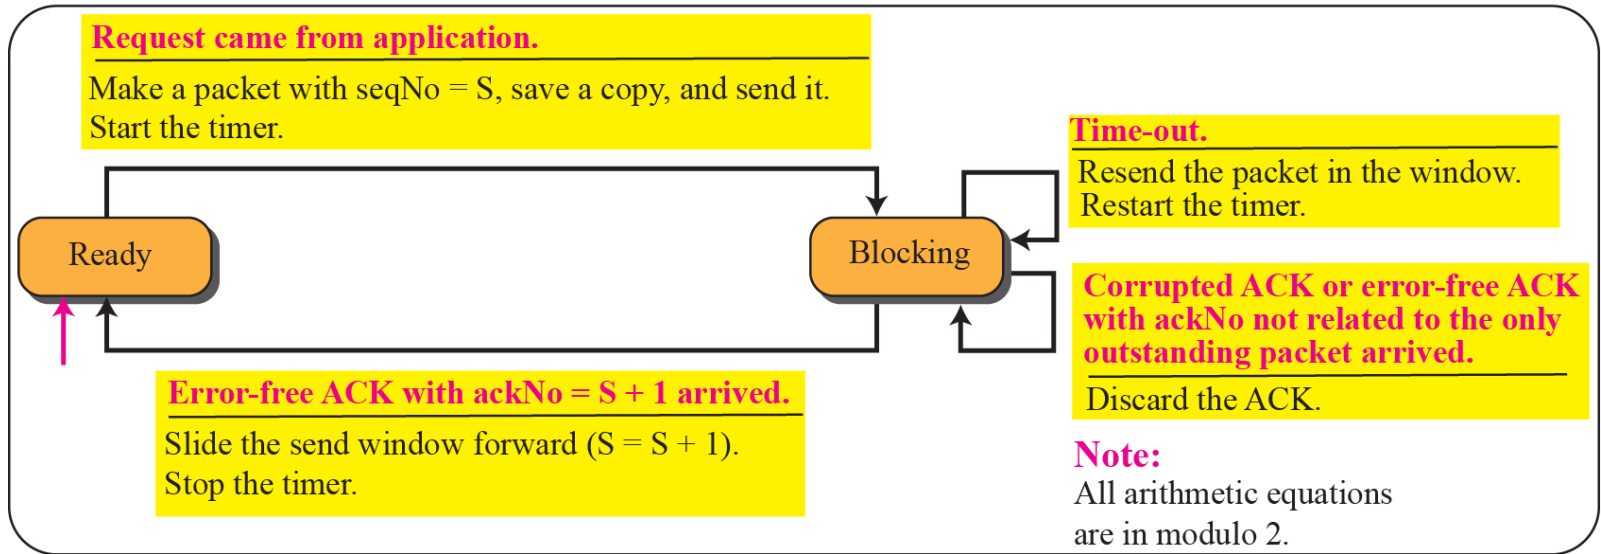 Request came from application.
Make a packet with seqNo = S, save a copy, and send it.
Start the timer.
Time-out.
Resend the packet in the window.
Restart the timer.
Ready
Blocking
Corrupted ACK or error-free ACK
with ackNo not related to the only
outstanding packet arrived.
Discard the ACK.
Error-free ACK with ackNo = S + 1 arrived.
Slide the send window forward (S = S + 1).
Stop the timer.
Note:
All arithmetic equations
are in modulo 2.